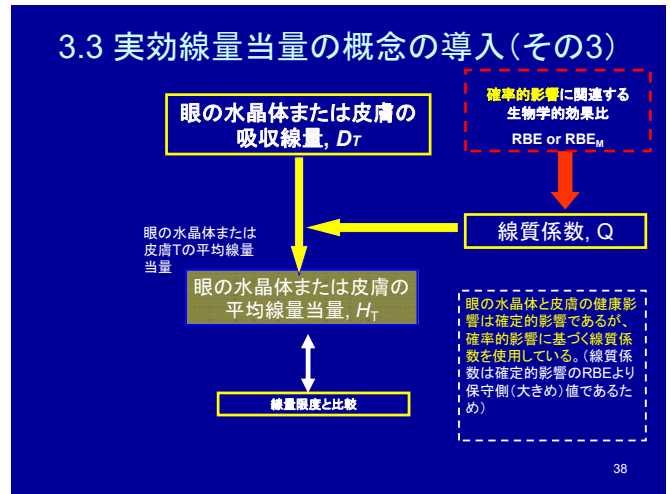 3.3 実効線量当量の概念の導入(その3)
確率的影響に関連する
生物学的効果比
RBE or RBEM
眼の水晶体または皮膚の
吸収線量, DT
線質係数, Q
眼の水晶体または
皮膚Tの平均線量
当量
眼の水晶体または皮膚の
平均線量当量, HT
眼の水晶体と皮膚の健康影
響は確定的影響であるが、
確率的影響に基づく線質係
数を使用している。(線質係
数は確定的影響のRBEより
保守側(大きめ)値であるた
め)
線量限度と比較
38